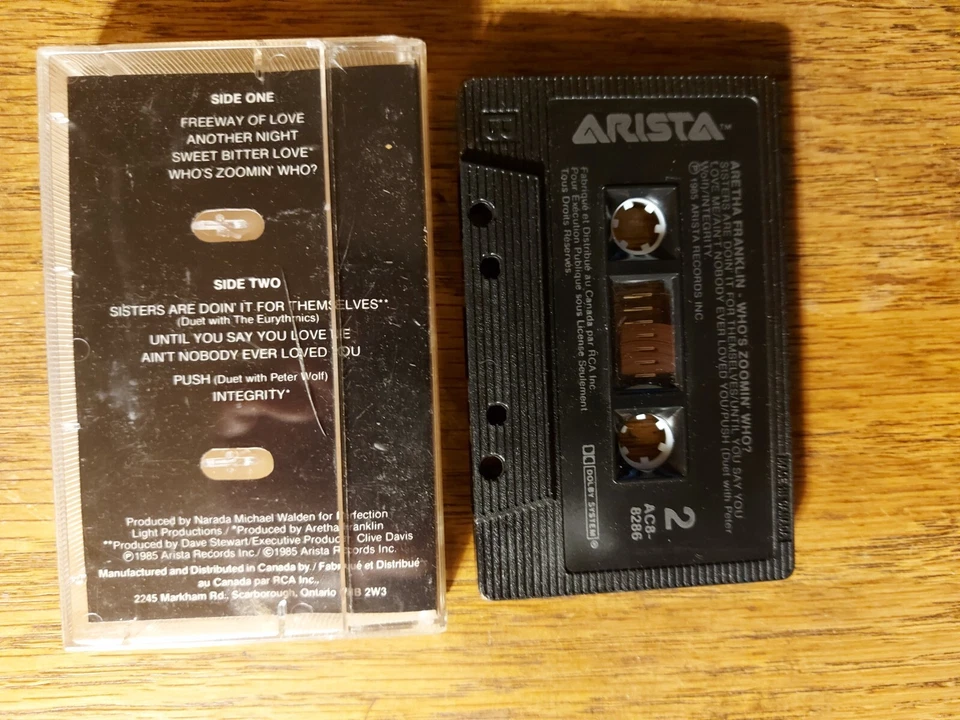 SIDE ONE
FREEWAY OF LOVE
ANOTHER NIGHT
SWEET BITTER LOVE*
WHO'S ZOOMIN' WHO?
SIDE TWO
SISTERS ARE DOIN' IT FOR THEMSELVES**
(Duet with The Eurythmics)
UNTIL YOU SAY YOU LOVE ME
AIN'T NOBODY EVER LOVED YOU
PUSH (Duet with Peter Wolf)
INTEGRITY*
Produced by Narada Michael Walden for Perfection
Light Productions / *Produced by Aretha Franklin
**Produced by Dave Stewart/Executive Producer Clive Davis
℗1985 Arista Records Inc./ ©1985 Arista Records Inc.
Manufactured and Distributed in Canada by / Fabriqué et Distribué
au Canada par RCA Inc.,
2245 Markham Rd., Scarborough, Ontario 2W3
ARISTA™
ARETHA FRANKLIN WHO'S ZOOMIN' WHO?
SISTERS ARE DOIN' IT FOR THEMSELVES/UNTIL YOU SAY YOU
LOVE ME/AIN'T NOBODY EVER LOVED YOU/PUSH (Duet with Peter
Wolf)/INTEGRITY
℗ 1985 ARISTA RECORDS INC
2
AC8-
8286
Fabriqué et Distribué au Canada par RCA Inc.
Pour Exécution Publique sous License Seulement
Tous Droits Réservés
DOLBY SYSTEM®